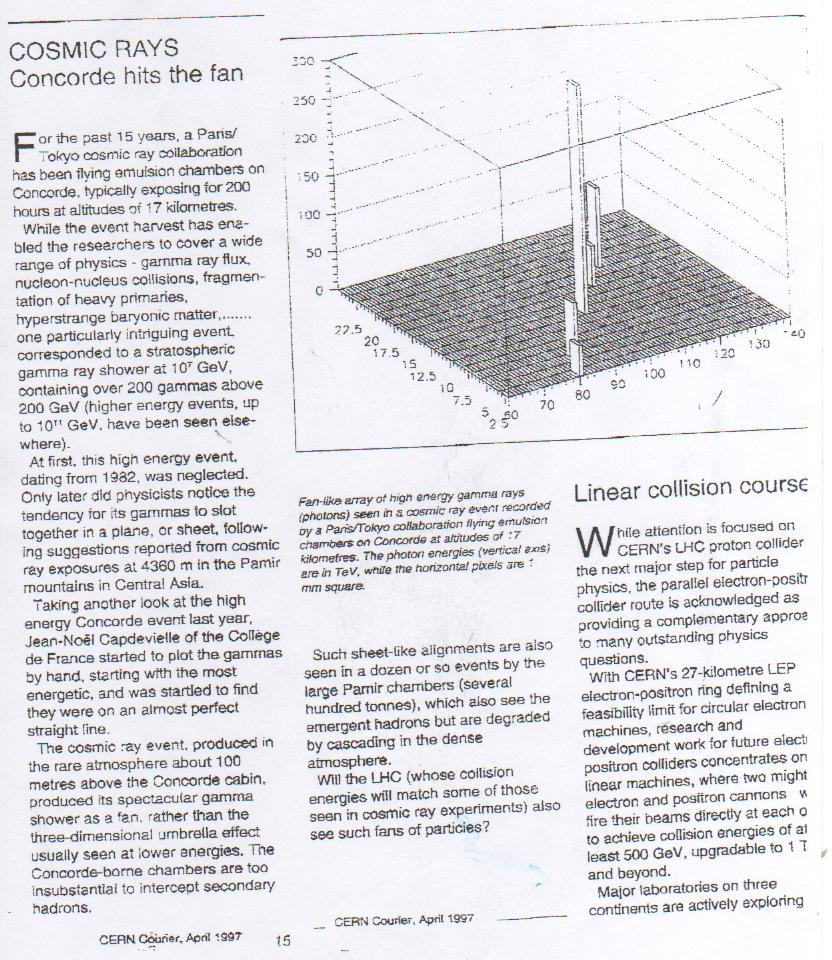 COSMIC RAYS
Concorde hits the fan
For the past 15 years, a Paris/
Tokyo cosmic ray collaboration
has been flying emulsion chambers on
Concorde, typically exposing for 200
hours at altitudes of 17 kilometres.
While the event harvest has ena-
bled the researchers to cover a wide
range of physics - gamma ray flux,
nucleon-nucleus collisions, fragmen-
tation of heavy primaries,
hyperstrange baryonic matter,.......
one particularly intriguing event,
corresponded to a stratospheric
gamma ray shower at 10⁷ GeV,
containing over 200 gammas above
200 GeV (higher energy events, up
to 10¹¹ GeV, have been seen else-
where).
At first, this high energy event,
dating from 1982, was neglected.
Only later did physicists notice the
tendency for its gammas to slot
together in a plane, or sheet, follow-
ing suggestions reported from cosmic
ray exposures at 4360 m in the Pamir
mountains in Central Asia.
Taking another look at the high
energy Concorde event last year,
Jean-Noël Capdevielle of the Collège
de France started to plot the gammas
by hand, starting with the most
energetic, and was startled to find
they were on an almost perfect
straight line.
The cosmic ray event, produced in
the rare atmosphere about 100
metres above the Concorde cabin,
produced its spectacular gamma
shower as a fan, rather than the
three-dimensional umbrella effect
usually seen at lower energies. The
Concorde-borne chambers are too
insubstantial to intercept secondary
hadrons.
CERN Courier, April 1997
15
300
250
200
150
100
50
0
22.5
20
17.5
15
12.5
10
7.5
5
2.5
60
70
80
90
100
110
120
130
140
Fan-like array of high energy gamma rays
(photons) seen in a cosmic ray event recorded
by a Paris/Tokyo collaboration flying emulsion
chambers on Concorde at altitudes of 17
kilometres. The photon energies (vertical axis)
are in TeV, while the horizontal pixels are 1
mm square.
Such sheet-like alignments are also
seen in a dozen or so events by the
large Pamir chambers (several
hundred tonnes), which also see the
emergent hadrons but are degraded
by cascading in the dense
atmosphere.
Will the LHC (whose collision
energies will match some of those
seen in cosmic ray experiments) also
see such fans of particles?
CERN Courier, April 1997
Linear collision course
While attention is focused on
CERN's LHC proton collider
the next major step for particle
physics, the parallel electron-positr
collider route is acknowledged as
providing a complementary approa
to many outstanding physics
questions.
With CERN's 27-kilometre LEP
electron-positron ring defining a
feasibility limit for circular electron
machines, research and
development work for future elect
positron colliders concentrates on
linear machines, where two might
electron and positron cannons w
fire their beams directly at each o
to achieve collision energies of at
least 500 GeV, upgradable to 1 T
and beyond.
Major laboratories on three
continents are actively exploring